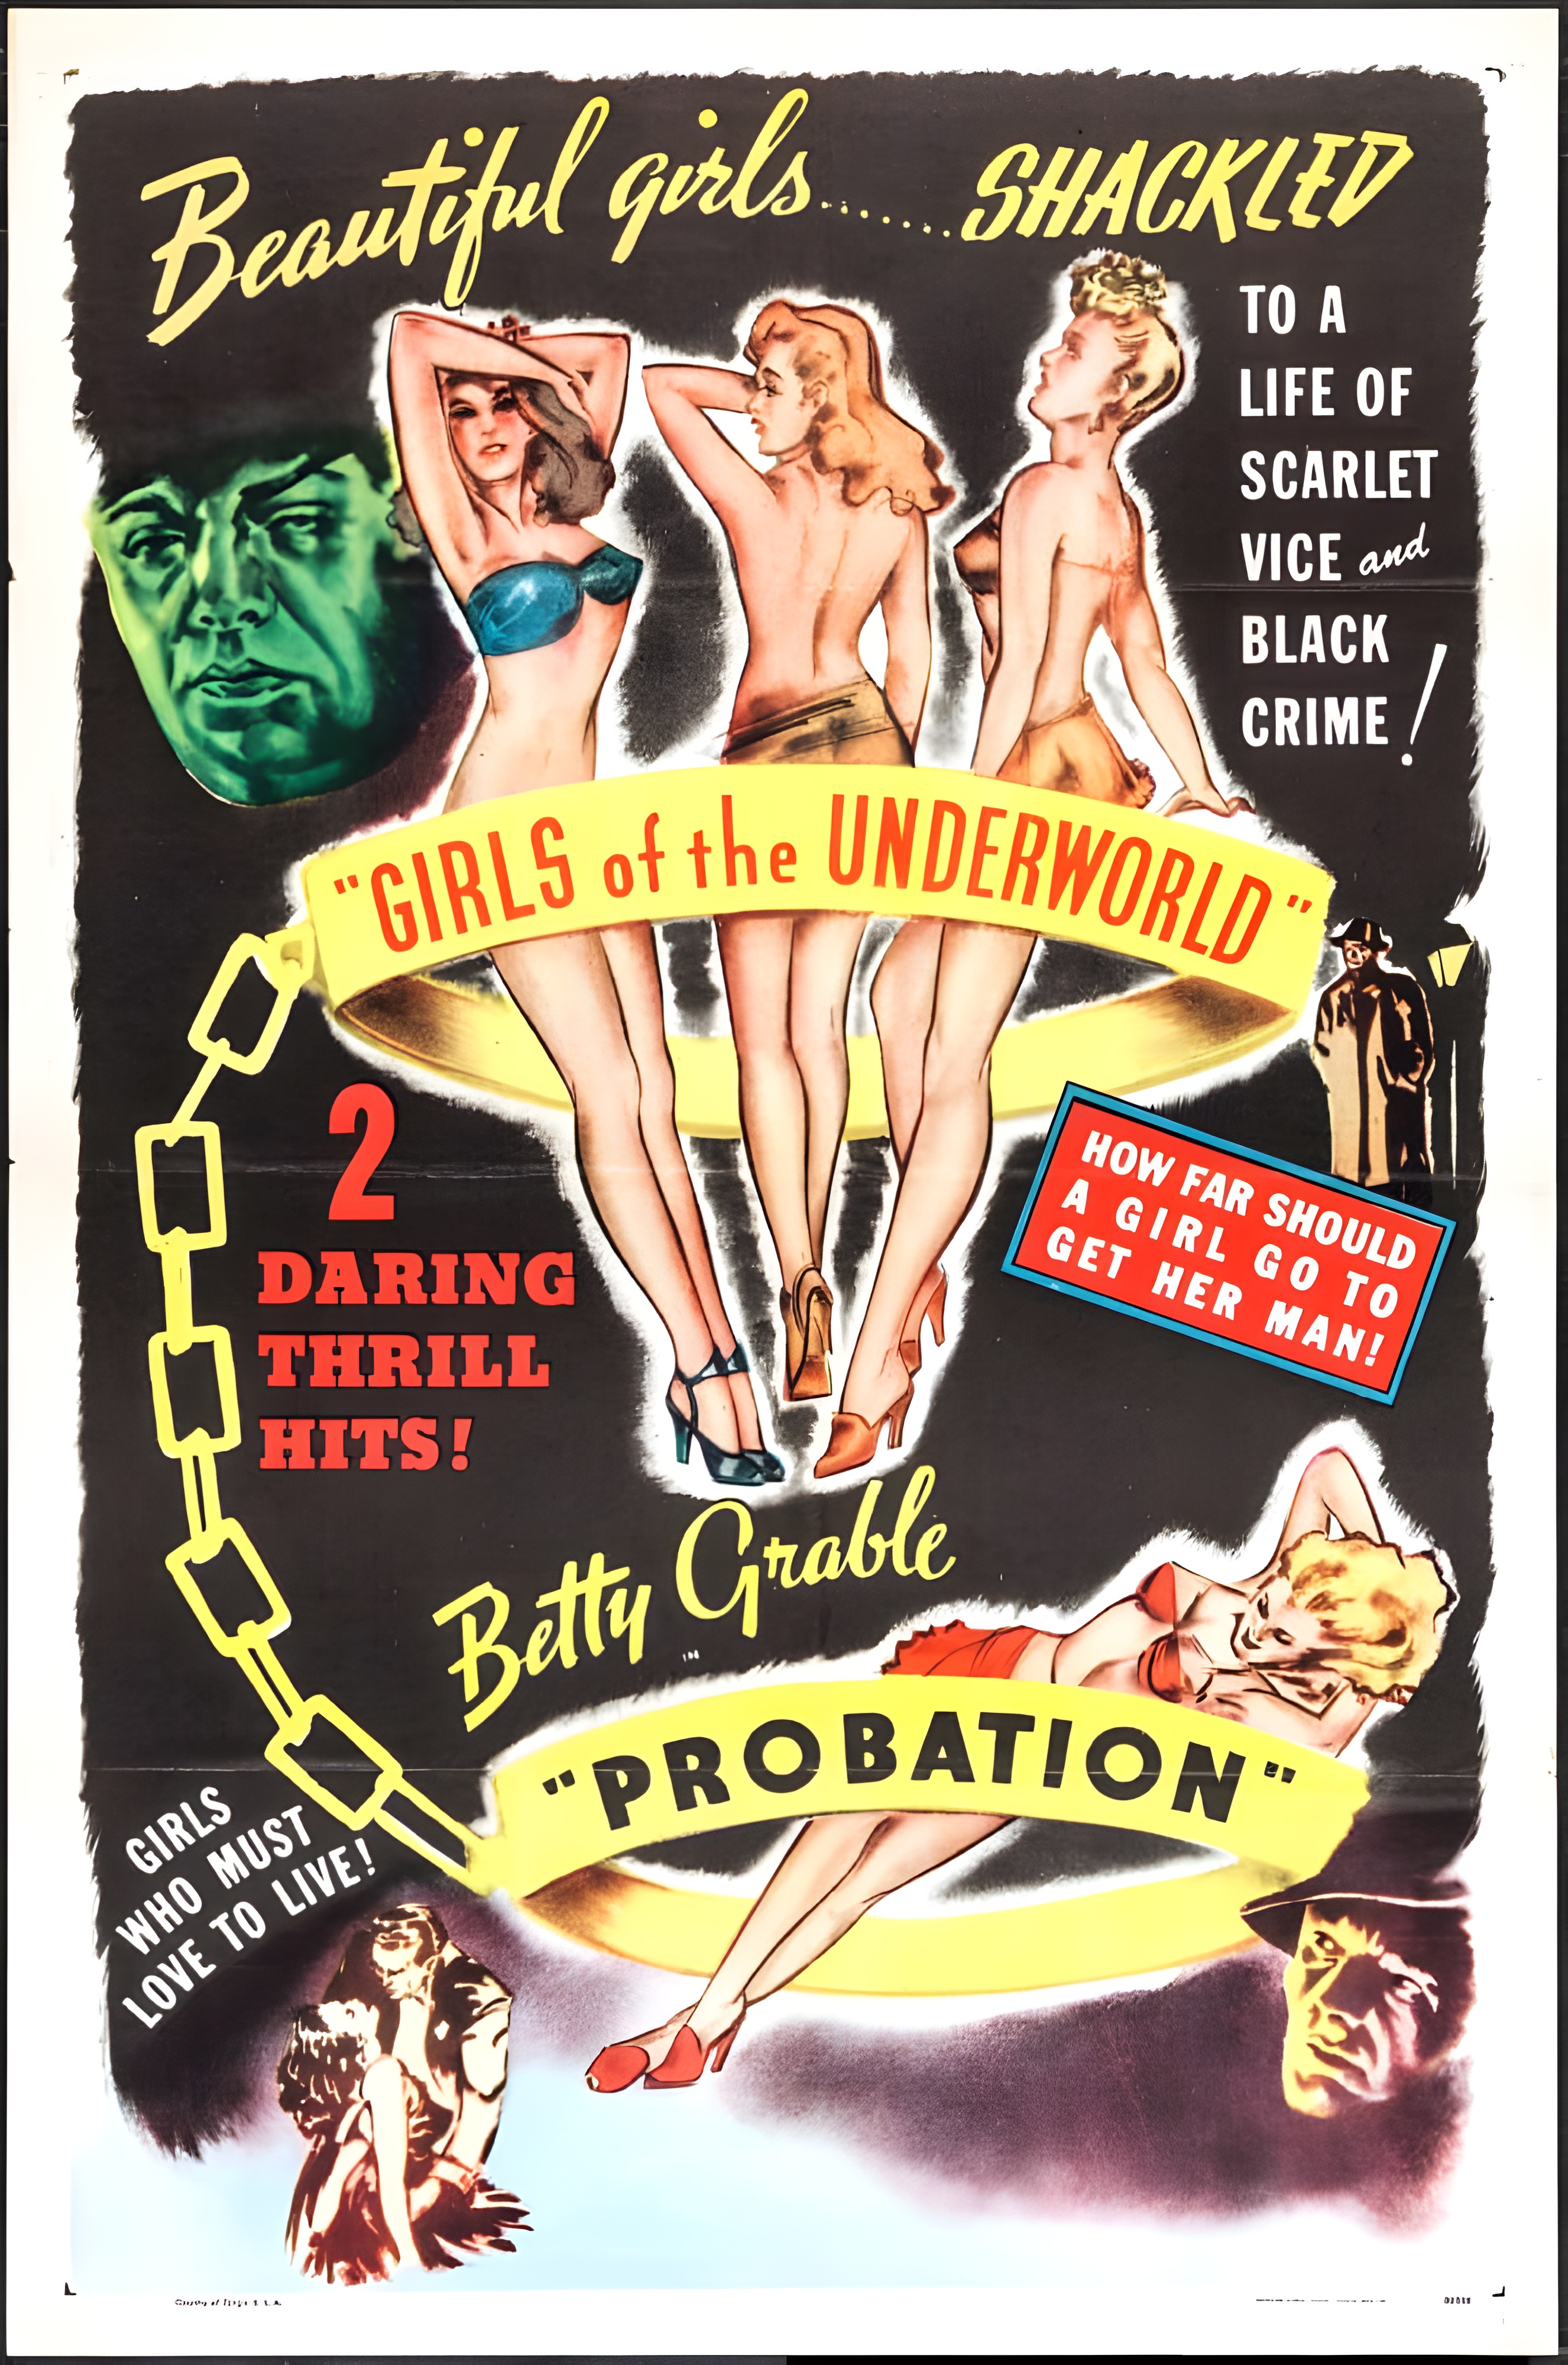 Beautiful girls......SHACKLED
TO A
LIFE OF
SCARLET
VICE and
BLACK
CRIME!
"GIRLS of the UNDERWORLD"
2
DARING
THRILL
HITS!
HOW FAR SHOULD
A GIRL GO TO
GET HER MAN!
Betty Grable
IN
"PROBATION"
GIRLS
WHO MUST
LOVE TO LIVE!